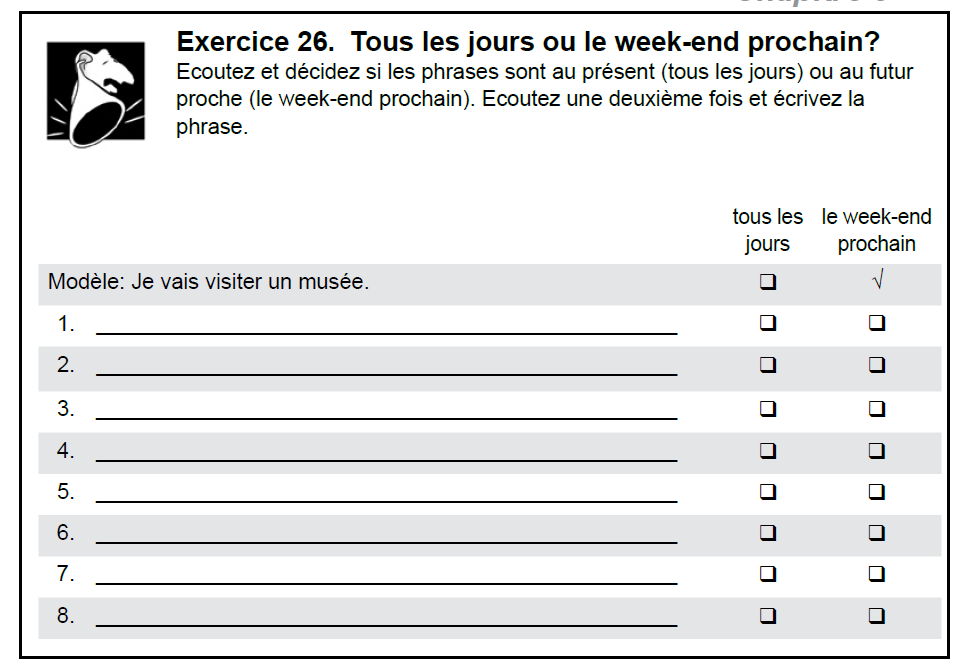 Exercice 26. Tous les jours ou le week-end prochain?
Ecoutez et décidez si les phrases sont au présent (tous les jours) ou au futur
proche (le week-end prochain). Ecoutez une deuxième fois et écrivez la
phrase.
tous les le week-end
jours prochain
Modèle: Je vais visiter un musée. ❑ √
1. ❑ ❑
2. ❑ ❑
3. ❑ ❑
4. ❑ ❑
5. ❑ ❑
6. ❑ ❑
7. ❑ ❑
8. ❑ ❑